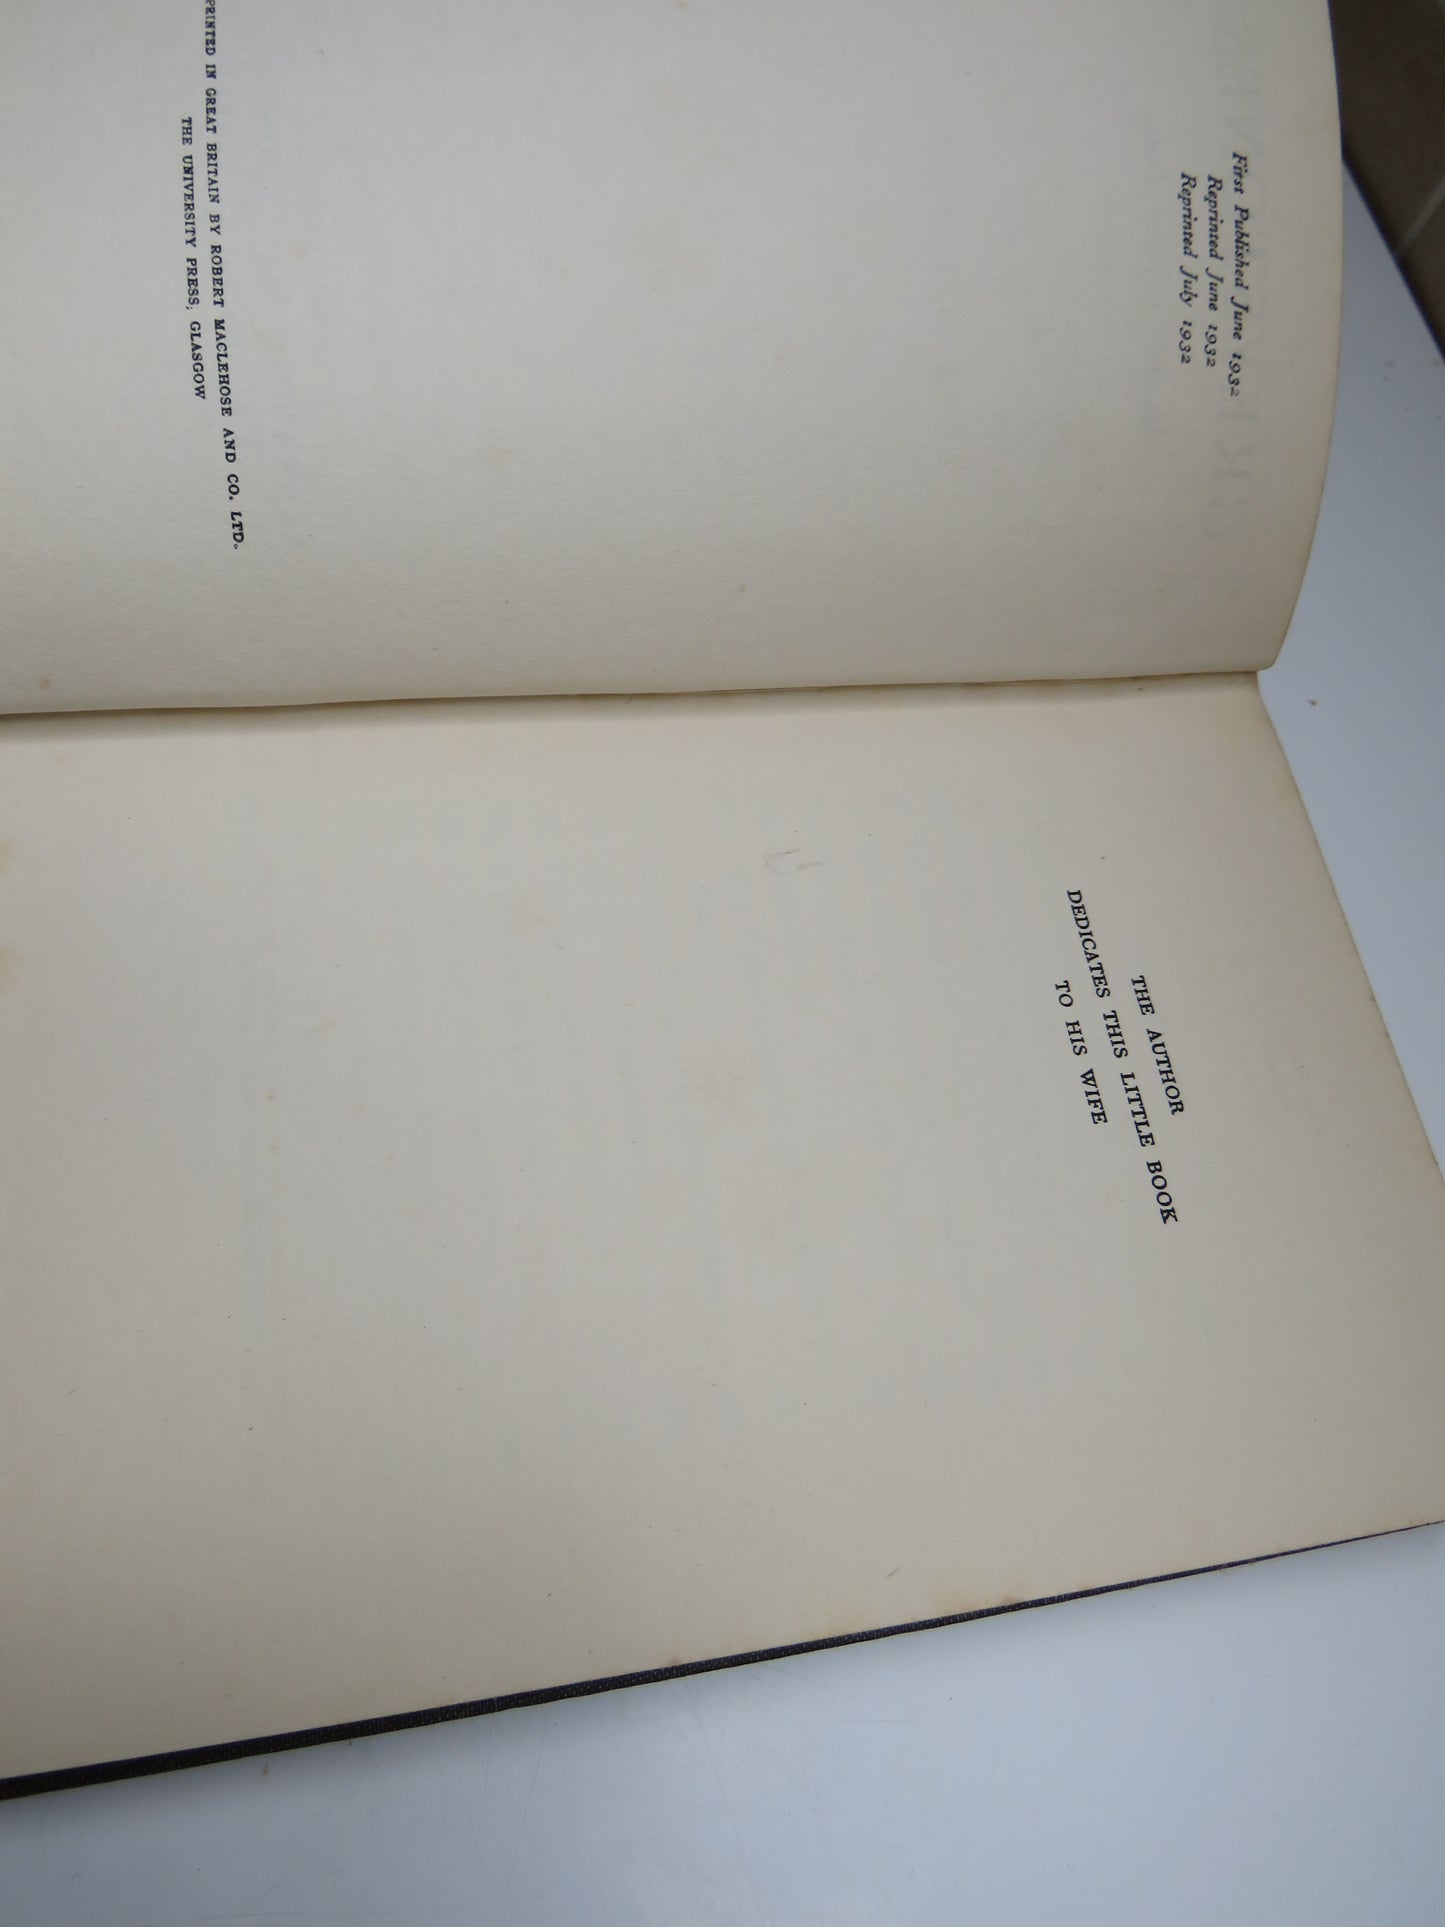 First Published June 1932
Reprinted June 1932
Reprinted July 1932
PRINTED IN GREAT BRITAIN BY ROBERT MACLEHOSE AND CO. LTD.
THE UNIVERSITY PRESS, GLASGOW
THE AUTHOR
DEDICATES THIS LITTLE BOOK
TO HIS WIFE